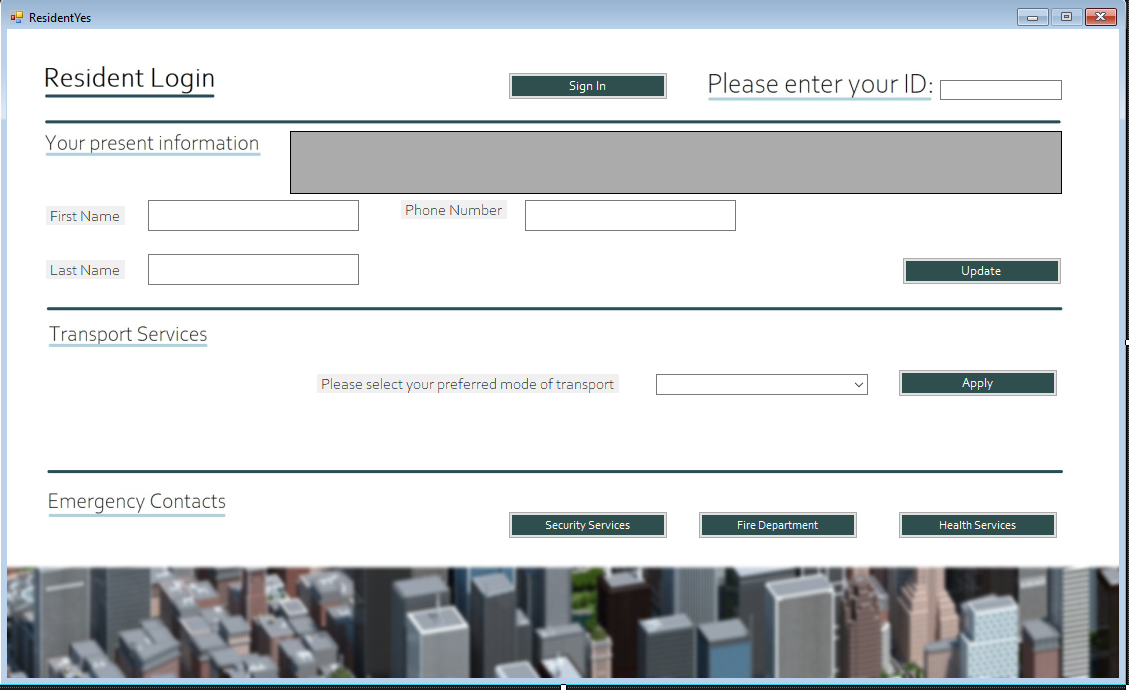 ResidentYes
Resident Login
Sign In
Please enter your ID:
Your present information
First Name
Phone Number
Last Name
Update
Transport Services
Please select your preferred mode of transport
Apply
Emergency Contacts
Security Services
Fire Department
Health Services